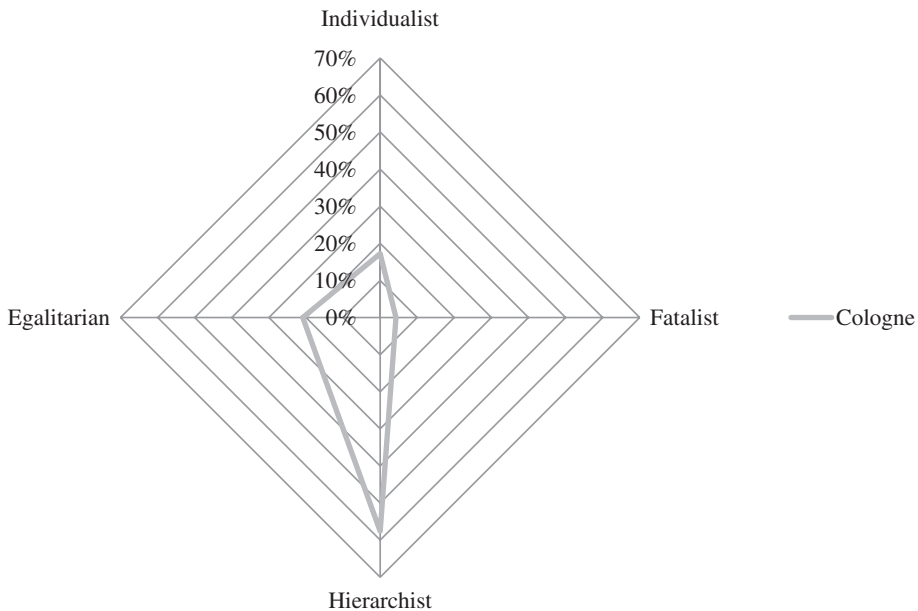 Individualist
70%
60%
50%
40%
30%
20%
10%
0%
Egalitarian
Fatalist
Cologne
Hierarchist